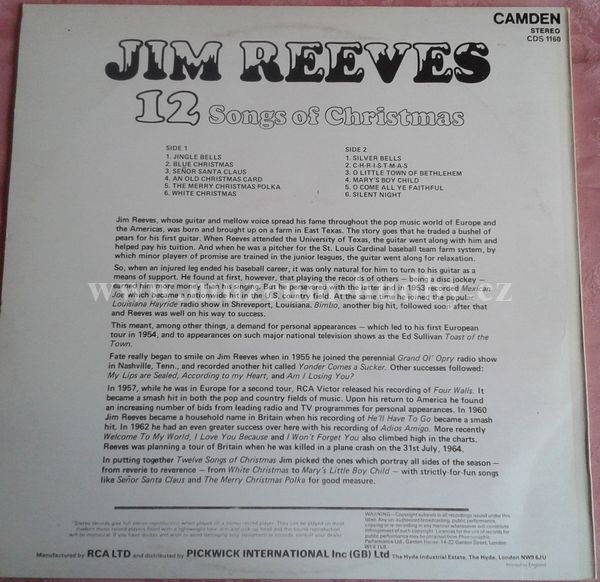 CAMDEN
STEREO
CDS 1160
JIM REEVES
12 Songs of Christmas
SIDE 1
1. JINGLE BELLS
2. BLUE CHRISTMAS
3. SEÑOR SANTA CLAUS
4. AN OLD CHRISTMAS CARD
5. THE MERRY CHRISTMAS POLKA
6. WHITE CHRISTMAS
SIDE 2
1. SILVER BELLS
2. C-H-R-I-S-T-M-A-S
3. O LITTLE TOWN OF BETHLEHEM
4. MARY'S BOY CHILD
5. O COME ALL YE FAITHFUL
6. SILENT NIGHT
Jim Reeves, whose guitar and mellow voice spread his fame throughout the pop music world of Europe and
the Americas, was born and brought up on a farm in East Texas. The story goes that he traded a bushel of
pears for his first guitar. When Reeves attended the University of Texas, the guitar went along with him and
helped pay his tuition. And when he was a pitcher for the St. Louis Cardinal baseball team farm system, by
which minor players of promise are trained in the junior leagues, the guitar went along for relaxation.
So, when an injured leg ended his baseball career, it was only natural for him to turn to his guitar as a
means of support. He found at first, however, that playing the records of others – being a disc jockey –
earned him more than playing his guitar. But he persisted, and with the release of his 1953 record Mexican
Joe was an overnight sensation in the U.S. country field. At the same time he joined the popular
Louisiana Hayride radio show in Shreveport, Louisiana. Bimbo, another big hit, followed soon after that
and Reeves was well on his way to success.
This meant, among other things, a demand for personal appearances – which led to his first European
tour in 1954, and to appearances on such major national television shows as the Ed Sullivan Toast of the
Town.
Fate really began to smile on Jim Reeves when in 1955 he joined the perennial Grand Ol' Opry radio show
in Nashville, Tenn., and recorded another hit called Yonder Comes a Sucker. Other successes followed:
My Lips are Sealed, According to my Heart, and Am I Losing You?
In 1957, while he was in Europe for a second tour, RCA Victor released his recording of Four Walls. It
became a smash hit in both the pop and country fields of music. Upon his return to America he found
an increasing number of bids from leading radio and TV programmes for personal appearances. In 1960
Jim Reeves became a household name in Britain when his recording of He'll Have To Go became a smash
hit. In 1962 he had an even greater success over here with his recording of Adios Amigo. More recently
Welcome To My World, I Love You Because and I Won't Forget You also climbed high in the charts.
Reeves was planning a tour of Britain when he was killed in a plane crash on the 31st July, 1964.
In putting together Twelve Songs of Christmas Jim picked the ones which portray all sides of the season –
from reverie to reverence – from White Christmas to Mary's Little Boy Child – with strictly-for-fun songs
like Señor Santa Claus and The Merry Christmas Polka for good measure.
Manufactured by RCA LTD and distributed by PICKWICK INTERNATIONAL Inc (GB) Ltd The Hyde Industrial Estate, The Hyde, London NW9 6JU
Printed in England